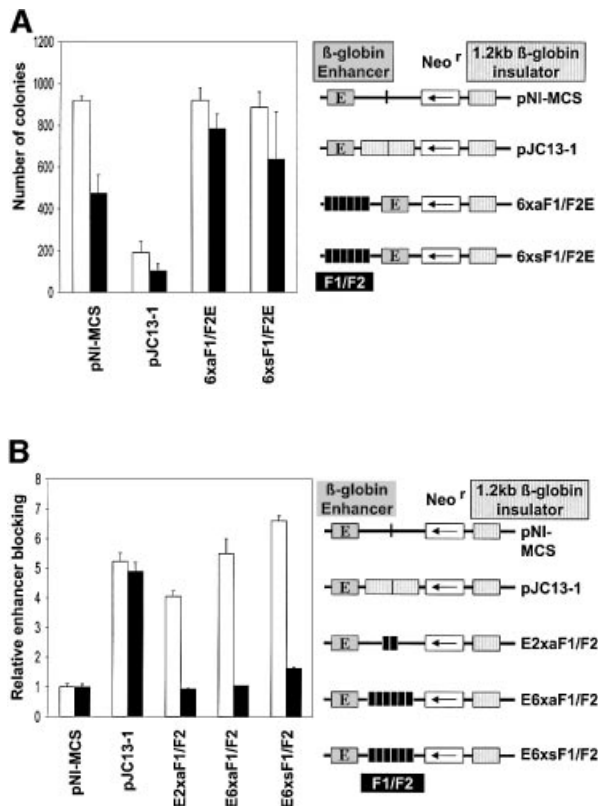 A
Number of colonies
1200
1000
800
600
400
200
0
pNI-MCS
pJC13-1
6xaF1/F2E
6xsF1/F2E
ß-globin
Enhancer
Neo r
1.2kb ß-globin
insulator
E
pNI-MCS
E
pJC13-1
E
6xaF1/F2E
E
6xsF1/F2E
F1/F2
B
Relative enhancer blocking
8
7
6
5
4
3
2
1
0
pNI-MCS
pJC13-1
E2xaF1/F2
E6xaF1/F2
E6xsF1/F2
ß-globin
Enhancer
Neo r
1.2kb ß-globin
insulator
E
pNI-
MCS
E
pJC13-1
E
E2xaF1/F2
E
E6xaF1/F2
E
E6xsF1/F2
F1/F2